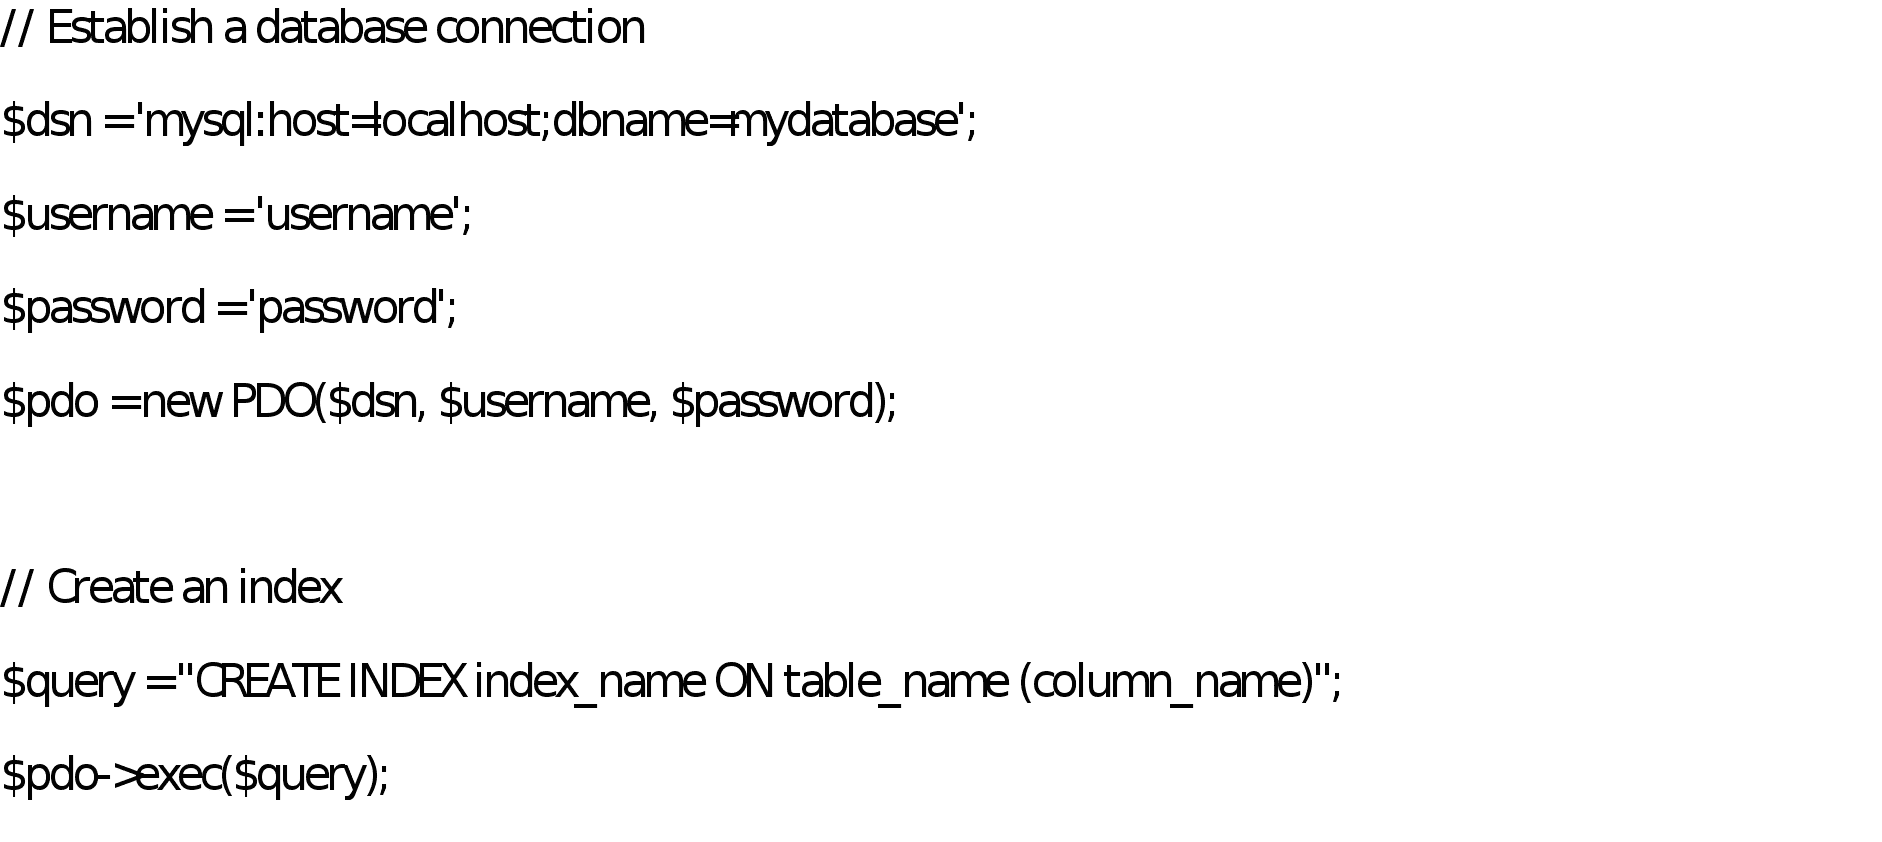 // Establish a database connection
$dsn ='mysql:host=localhost;dbname=mydatabase';
$username ='username';
$password ='password';
$pdo =new PDO($dsn, $username, $password);
// Create an index
$query ="CREATE INDEX index_name ON table_name (column_name)";
$pdo->exec($query);